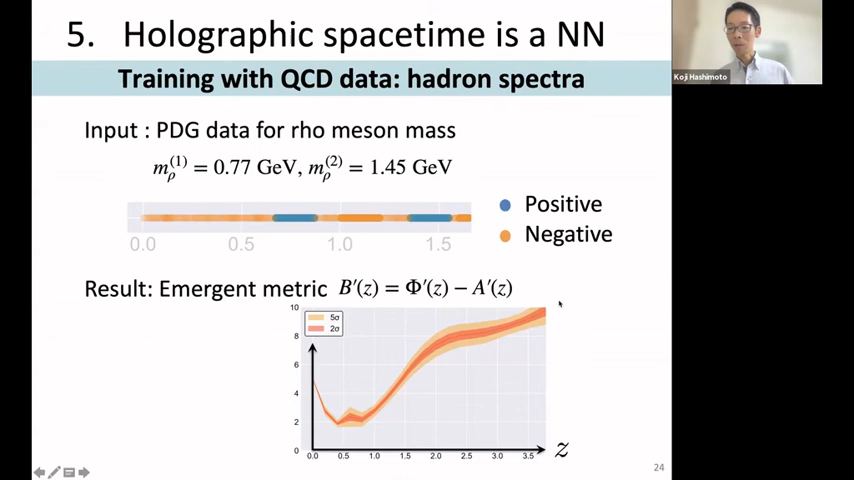 5. Holographic spacetime is a NN
Koji Hashimoto
Training with QCD data: hadron spectra
Input : PDG data for rho meson mass
m_ρ^(1) = 0.77 GeV, m_ρ^(2) = 1.45 GeV
Positive
Negative
0.0 0.5 1.0 1.5
Result: Emergent metric B′(z) = Φ′(z) − A′(z)
10
8
6
4
2
0
5σ
2σ
0.0 0.5 1.0 1.5 2.0 2.5 3.0 3.5
z
24